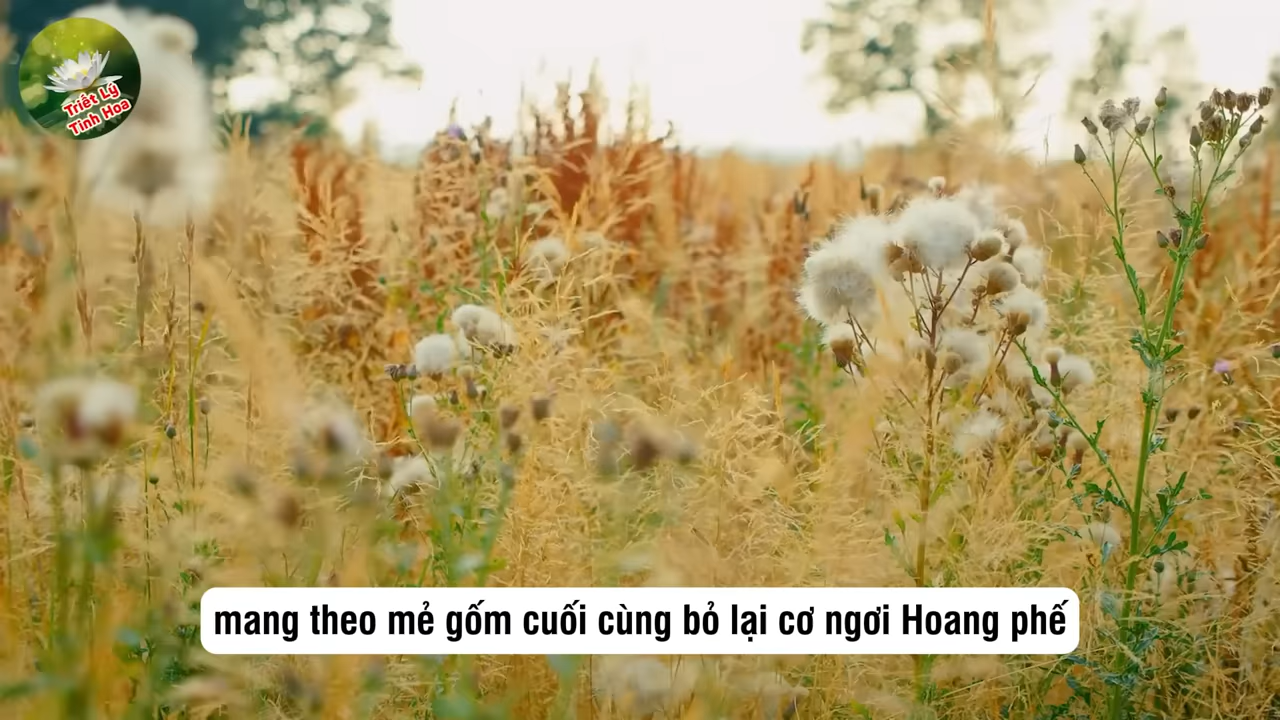 Triết Lý
Tinh Hoa
mang theo mẻ gốm cuối cùng bỏ lại cơ ngơi Hoang phế